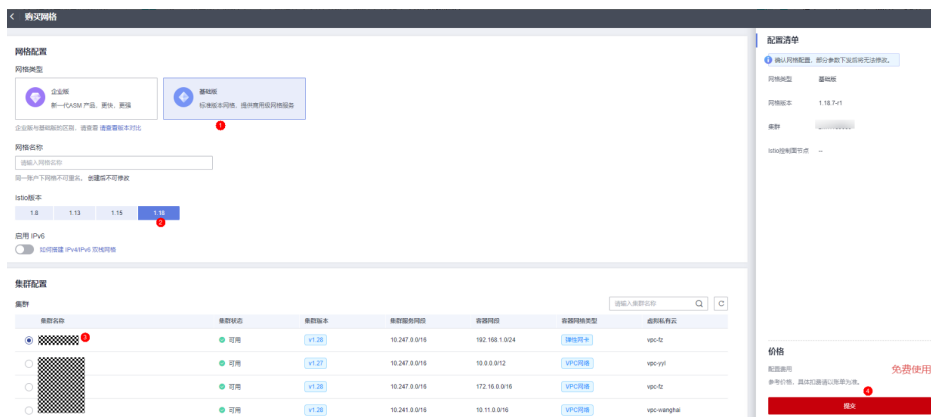 购买网格
网格配置
网格类型
企业版
新一代ASM 产品，更快、更强
基础版
标准版本网格，提供商用级网格服务
1
企业版与基础版的区别，请查看 请查看版本对比
网格名称
请输入网格名称
同一账户下网格不可重名，创建后不可修改
Istio版本
1.8 1.13 1.15 1.18
2
启用 IPv6
如何搭建 IPv4/IPv6 双栈网格
集群配置
集群
请输入集群名称
集群名称 集群状态 集群版本 集群服务网段 容器网段 容器网络类型 虚拟私有云
3 可用 v1.28 10.247.0.0/16 192.168.1.0/24 弹性网卡 vpc-fz
可用 v1.27 10.247.0.0/16 10.0.0.0/12 VPC网络 vpc-yyl
可用 v1.28 10.247.0.0/16 172.16.0.0/16 VPC网络 vpc-fz
可用 v1.28 10.241.0.0/16 10.11.0.0/16 VPC网络 vpc-wanghai
配置清单
确认网格配置，部分参数下发后将无法修改。
网格类型 基础版
网格版本 1.18.7-r1
集群
Istio控制面节点 --
价格
配置费用 免费使用
参考价格，具体扣费请以账单为准。
4
提交